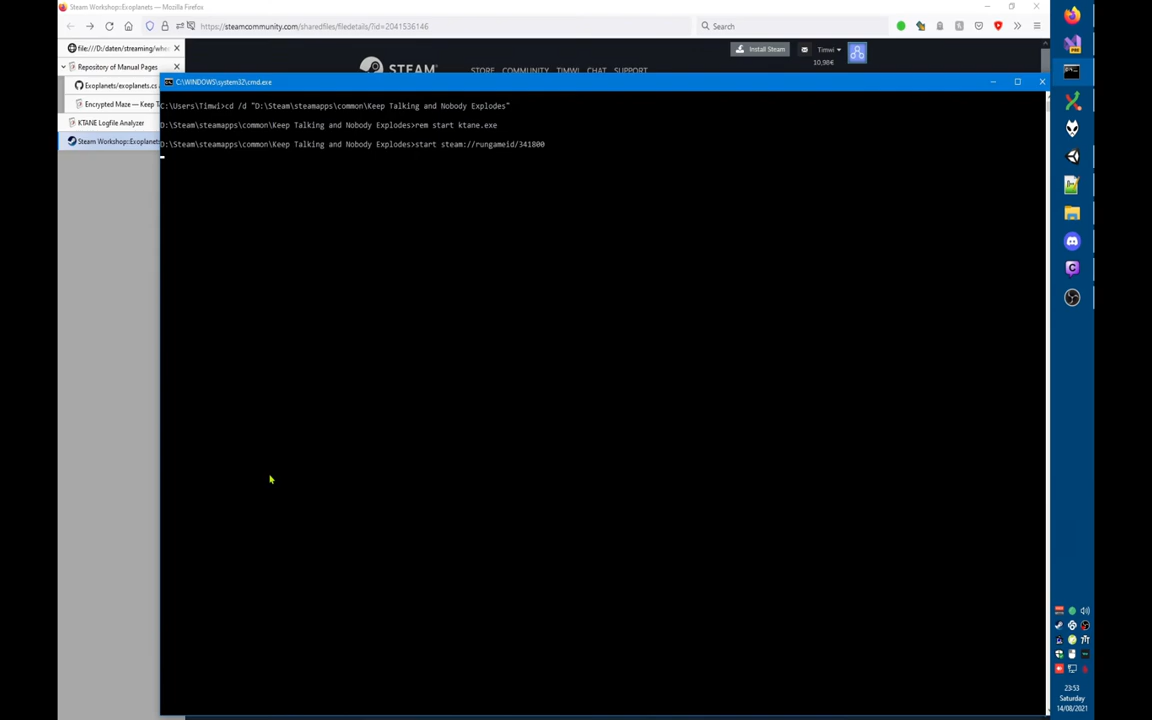 Steam Workshop::Exoplanets — Mozilla Firefox
https://steamcommunity.com/sharedfiles/filedetails/?id=2041536146
Search
file:///D:/daten/streaming/whe
Install Steam
Timwi
10,98€
Repository of Manual Pages
STEAM
STORE COMMUNITY TIMWI CHAT SUPPORT
C:\WINDOWS\system32\cmd.exe
Exoplanets/exoplanets.cs
Encrypted Maze — Keep T
KTANE Logfile Analyzer
Steam Workshop::Exoplanets
C:\Users\Timwi>cd /d "D:\Steam\steamapps\common\Keep Talking and Nobody Explodes"
D:\Steam\steamapps\common\Keep Talking and Nobody Explodes>rem start ktane.exe
D:\Steam\steamapps\common\Keep Talking and Nobody Explodes>start steam://rungameid/341800
23:53
Saturday
14/08/2021